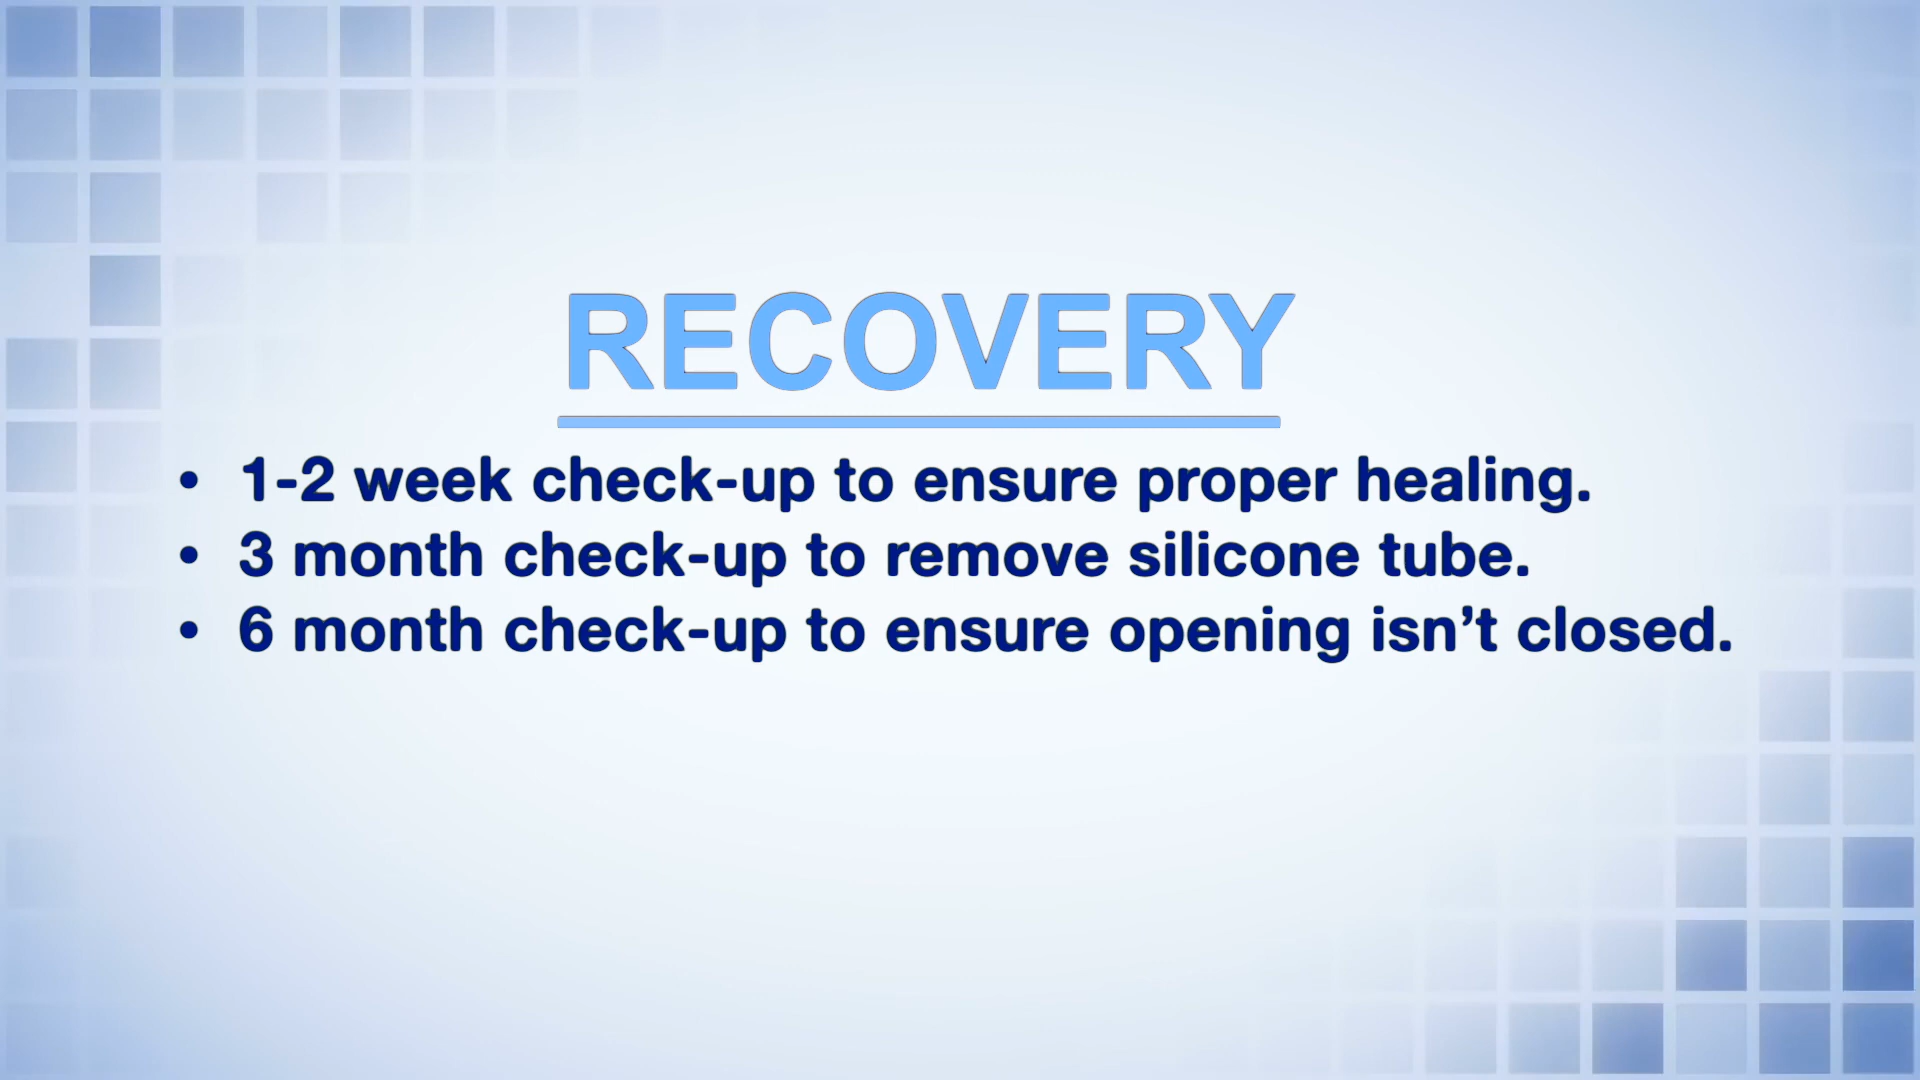 RECOVERY
• 1-2 week check-up to ensure proper healing.
• 3 month check-up to remove silicone tube.
• 6 month check-up to ensure opening isn’t closed.